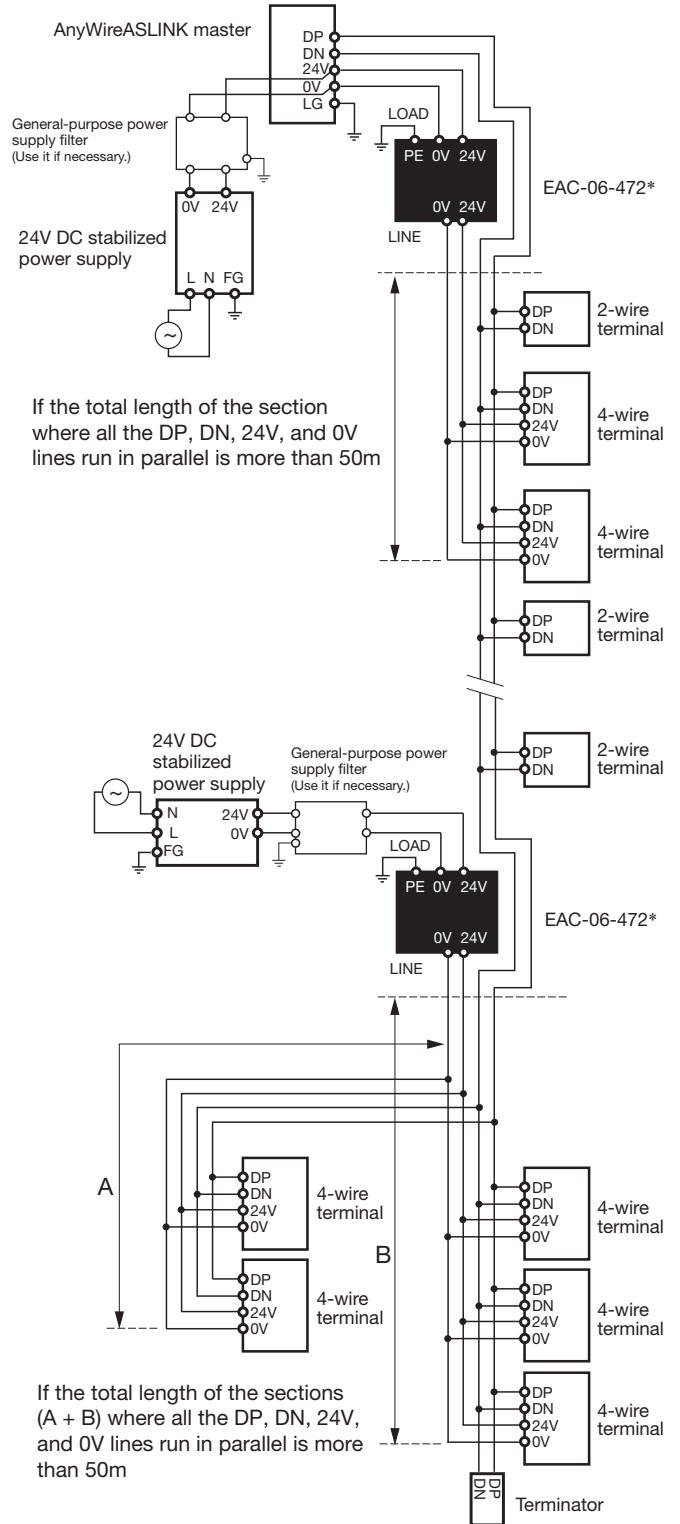 AnyWireASLINK master
DP
DN
24V
0V
LG
General-purpose power
supply filter
(Use it if necessary.)
LOAD
PE 0V 24V
0V 24V
LINE
EAC-06-472*
0V 24V
24V DC stabilized
power supply
L N FG
~
DP
DN
2-wire
terminal
If the total length of the section
where all the DP, DN, 24V, and 0V
lines run in parallel is more than 50m
DP
DN
24V
0V
4-wire
terminal
DP
DN
24V
0V
4-wire
terminal
DP
DN
2-wire
terminal
DP
DN
2-wire
terminal
24V DC
stabilized
power supply
General-purpose power
supply filter
(Use it if necessary.)
~
N
L
FG
24V
0V
LOAD
PE 0V 24V
0V 24V
LINE
EAC-06-472*
A
B
DP
DN
24V
0V
4-wire
terminal
DP
DN
24V
0V
4-wire
terminal
DP
DN
24V
0V
4-wire
terminal
DP
DN
24V
0V
4-wire
terminal
DP
DN
24V
0V
4-wire
terminal
If the total length of the sections
(A + B) where all the DP, DN, 24V,
and 0V lines run in parallel is more
than 50m
DP
DN
Terminator